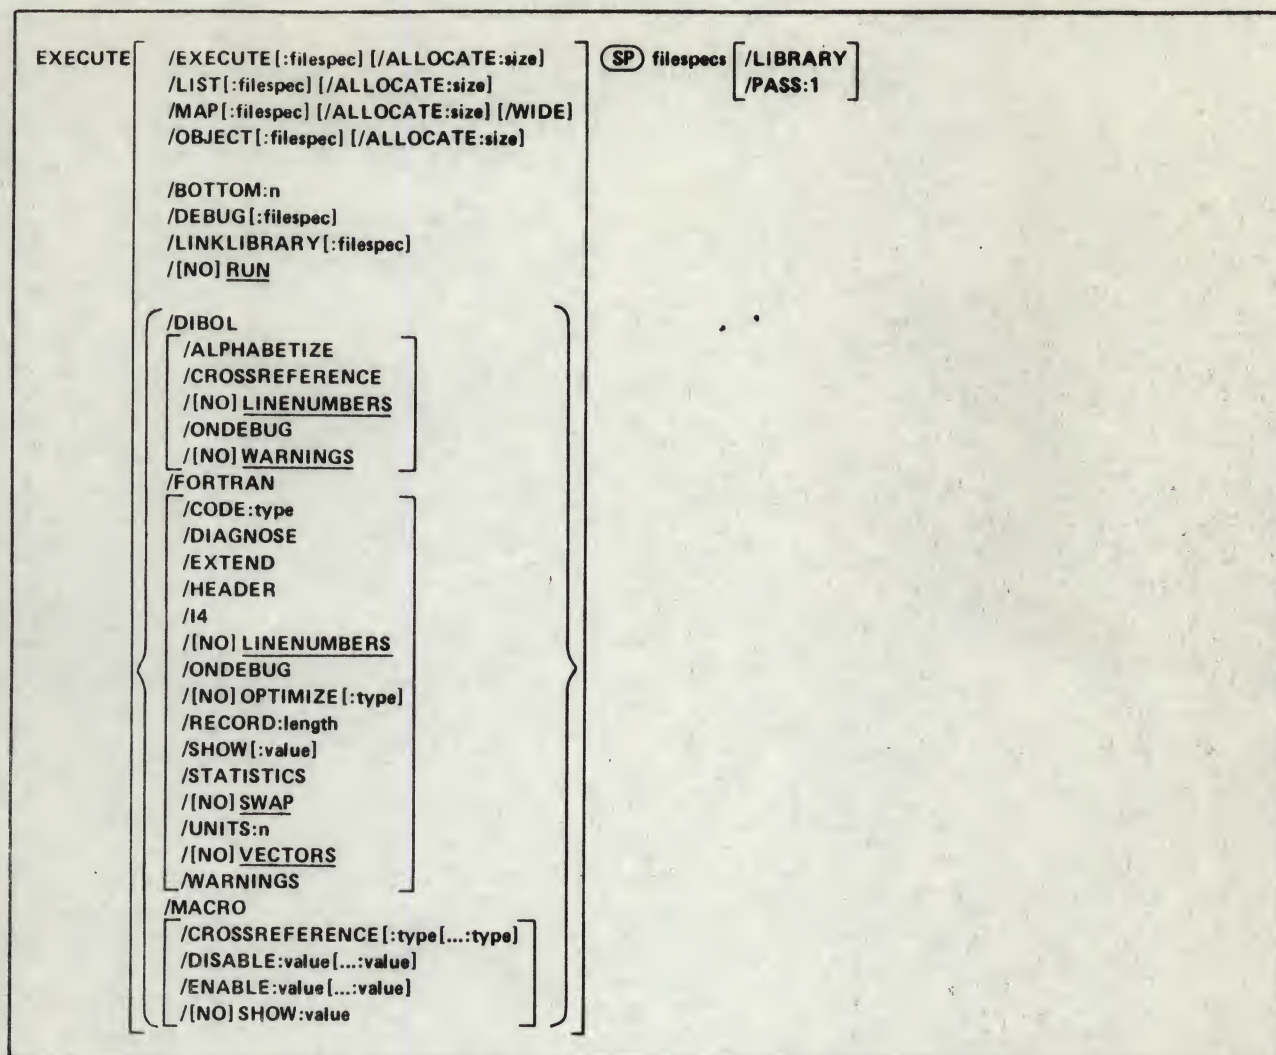 EXECUTE /EXECUTE[:filespec] [/ALLOCATE:size] SP filespecs /LIBRARY
/LIST[:filespec] [/ALLOCATE:size] /PASS:1
/MAP[:filespec] [/ALLOCATE:size] [/WIDE]
/OBJECT[:filespec] [/ALLOCATE:size]
/BOTTOM:n
/DEBUG[:filespec]
/LINKLIBRARY[:filespec]
/[NO] RUN
/DIBOL
/ALPHABETIZE
/CROSSREFERENCE
/[NO] LINENUMBERS
/ONDEBUG
/[NO] WARNINGS
/FORTRAN
/CODE:type
/DIAGNOSE
/EXTEND
/HEADER
/I4
/[NO] LINENUMBERS
/ONDEBUG
/[NO] OPTIMIZE[:type]
/RECORD:length
/SHOW[:value]
/STATISTICS
/[NO] SWAP
/UNITS:n
/[NO] VECTORS
/WARNINGS
/MACRO
/CROSSREFERENCE[:type[...:type]
/DISABLE:value[...:value]
/ENABLE:value[...:value]
/[NO] SHOW:value